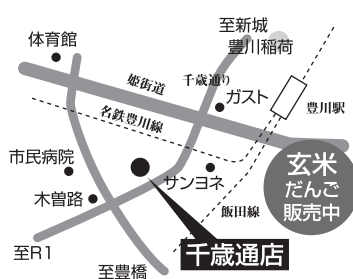 至新城
豊川稲荷
体育館
姫街道
千歳通り
ガスト
名鉄豊川線
豊川駅
市民病院
サンヨネ
木曽路
玄米
だんご
販売中
飯田線
千歳通店
至R1
至豊橋